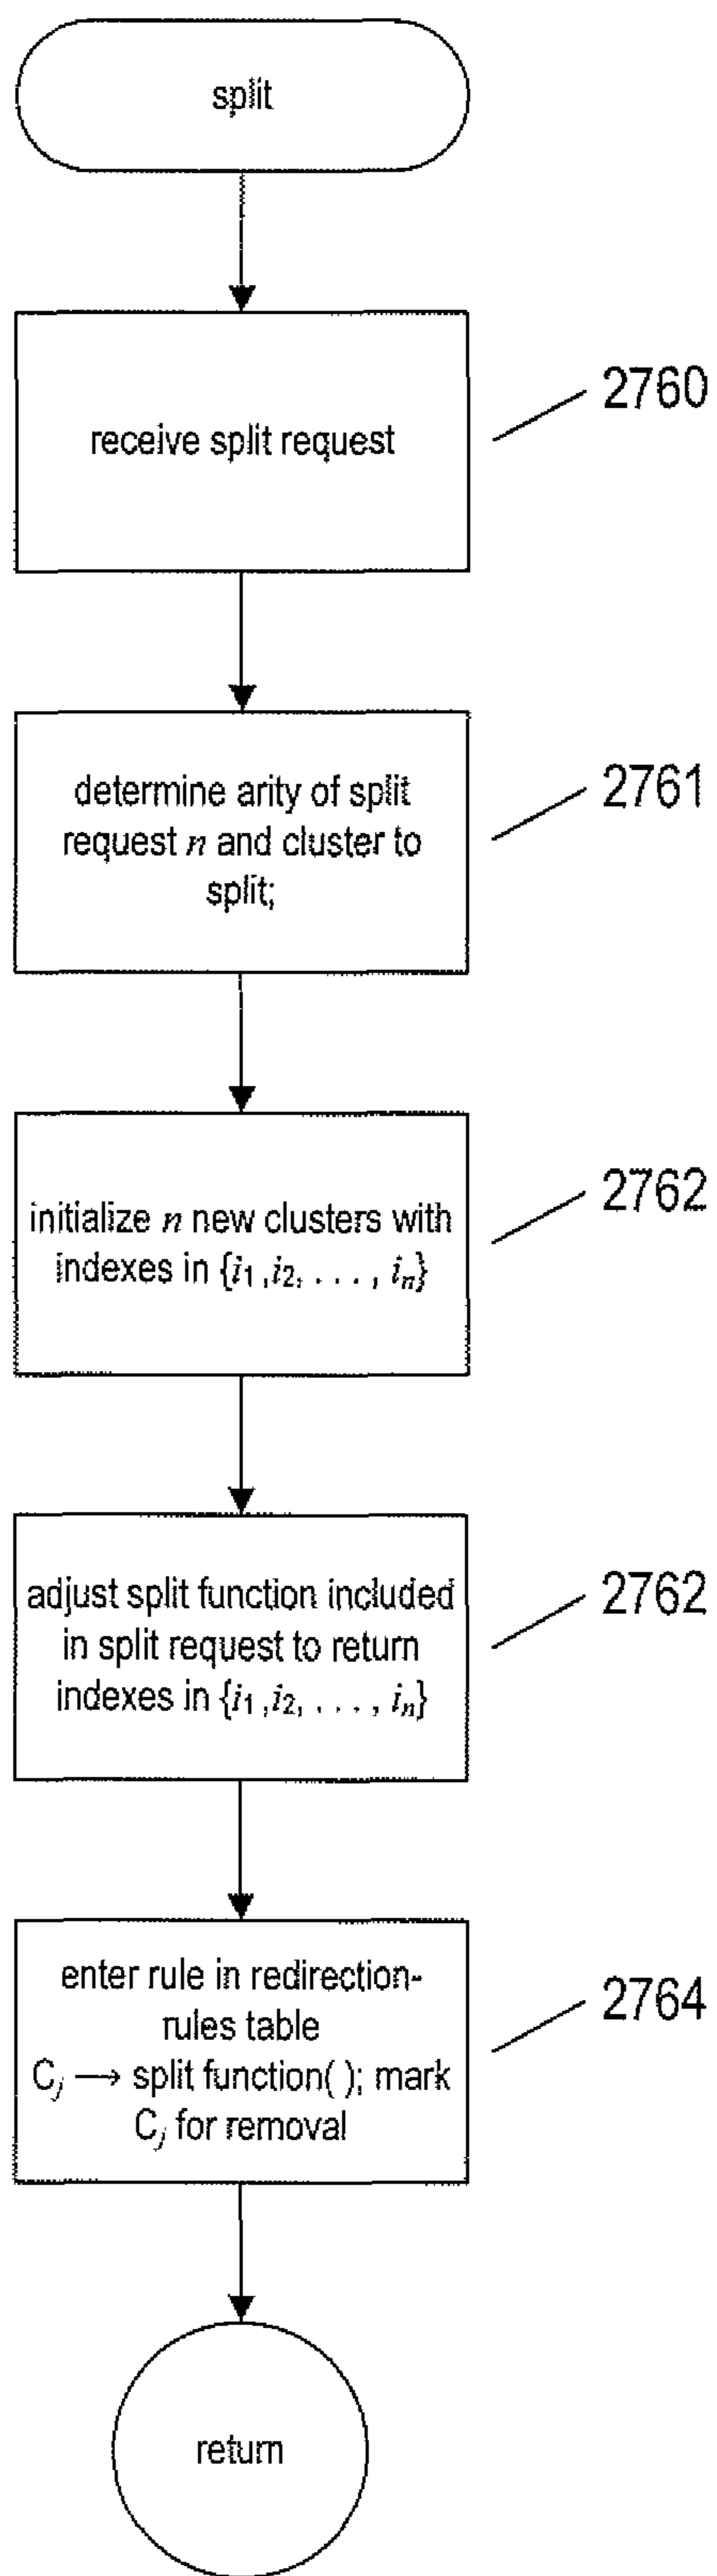 split
receive split request
2760
determine arity of split
request n and cluster to
split;
2761
initialize n new clusters with
indexes in {i₁ ,i₂, . . . , iₙ}
2762
adjust split function included
in split request to return
indexes in {i₁ ,i₂, . . . , iₙ}
2762
enter rule in redirection-
rules table
Cⱼ → split function( ); mark
Cⱼ for removal
2764
return